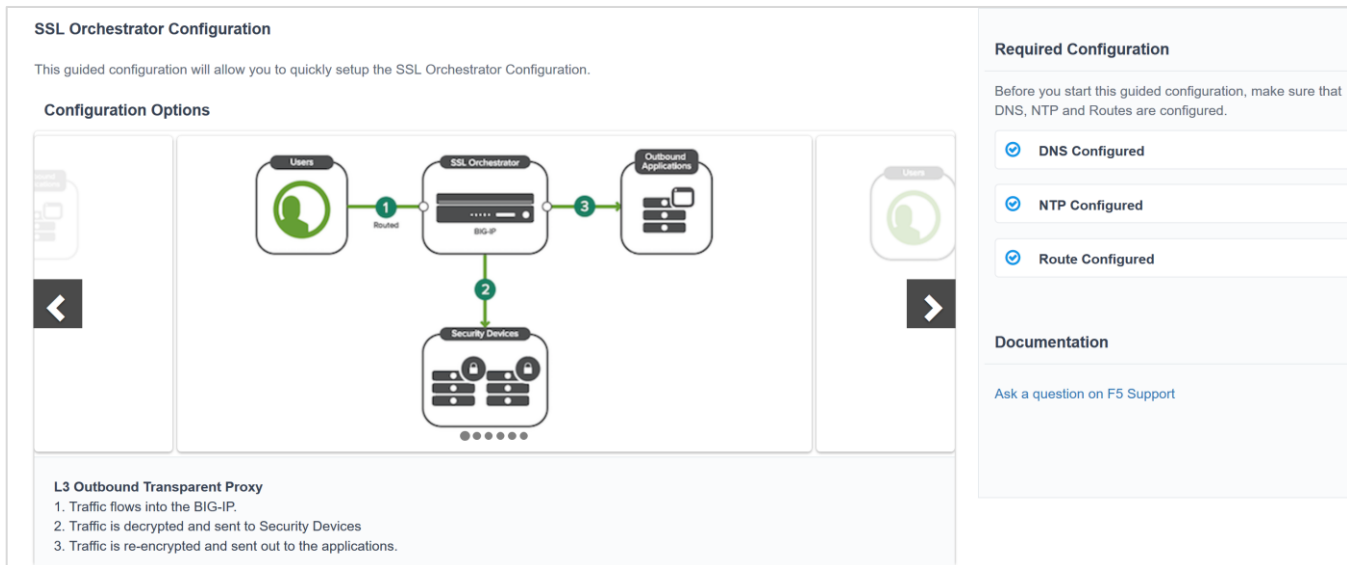 SSL Orchestrator Configuration
This guided configuration will allow you to quickly setup the SSL Orchestrator Configuration.
Configuration Options
Users
SSL Orchestrator
Outbound
Applications
Users
1
Routed
BIG-IP
3
2
Security Devices
L3 Outbound Transparent Proxy
1. Traffic flows into the BIG-IP.
2. Traffic is decrypted and sent to Security Devices
3. Traffic is re-encrypted and sent out to the applications.
Required Configuration
Before you start this guided configuration, make sure that
DNS, NTP and Routes are configured.
DNS Configured
NTP Configured
Route Configured
Documentation
Ask a question on F5 Support